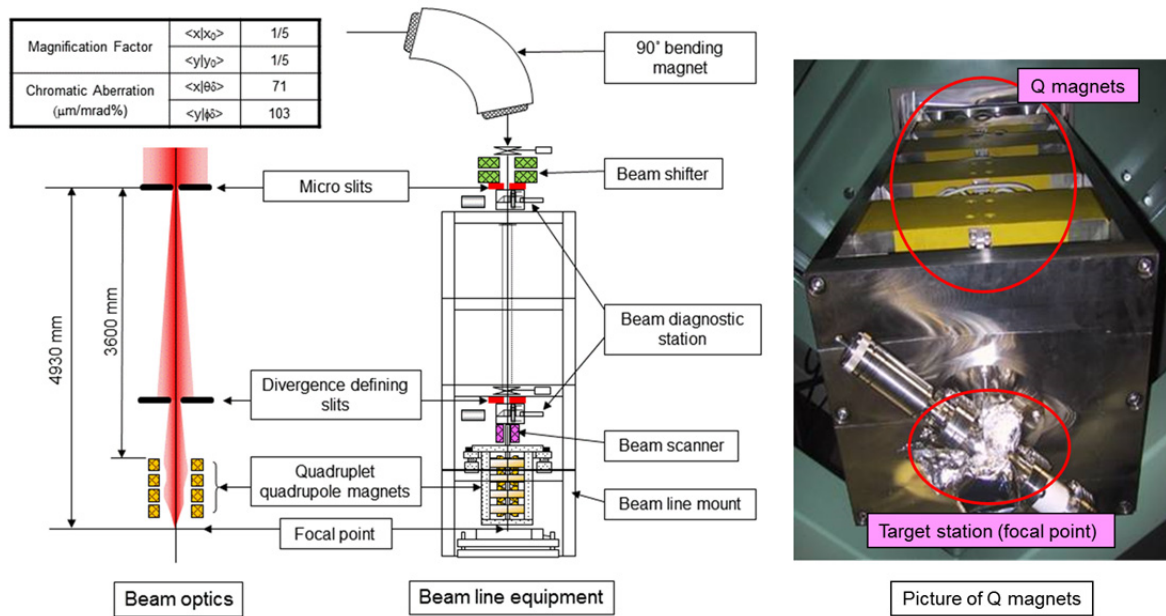 Magnification Factor
<x|x₀> 1/5
<y|y₀> 1/5
Chromatic Aberration
(μm/mrad%)
<x|θδ> 71
<y|ϕδ> 103
90˚ bending
magnet
Beam shifter
Micro slits
4930 mm
3600 mm
Beam diagnostic
station
Divergence defining
slits
Beam scanner
Quadruplet
quadrupole magnets
Beam line mount
Focal point
Beam optics
Beam line equipment
Q magnets
Target station (focal point)
Picture of Q magnets